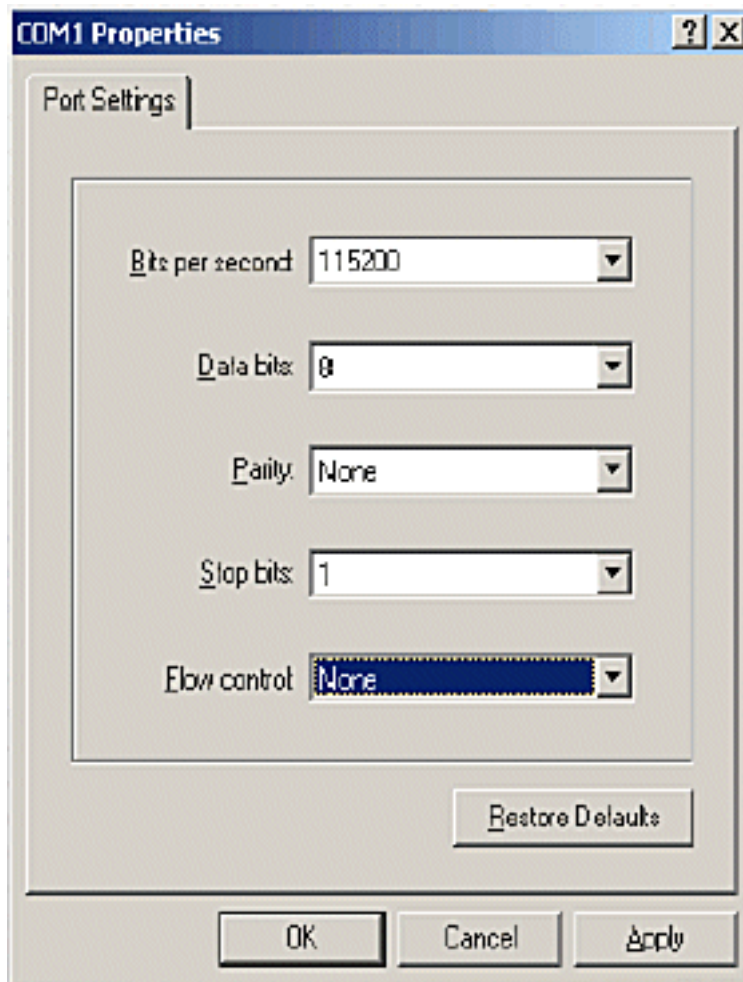 COM1 Properties
Port Settings
Bits per second: 115200
Data bits: 8
Parity: None
Stop bits: 1
Flow control: None
Restore Defaults
OK Cancel Apply